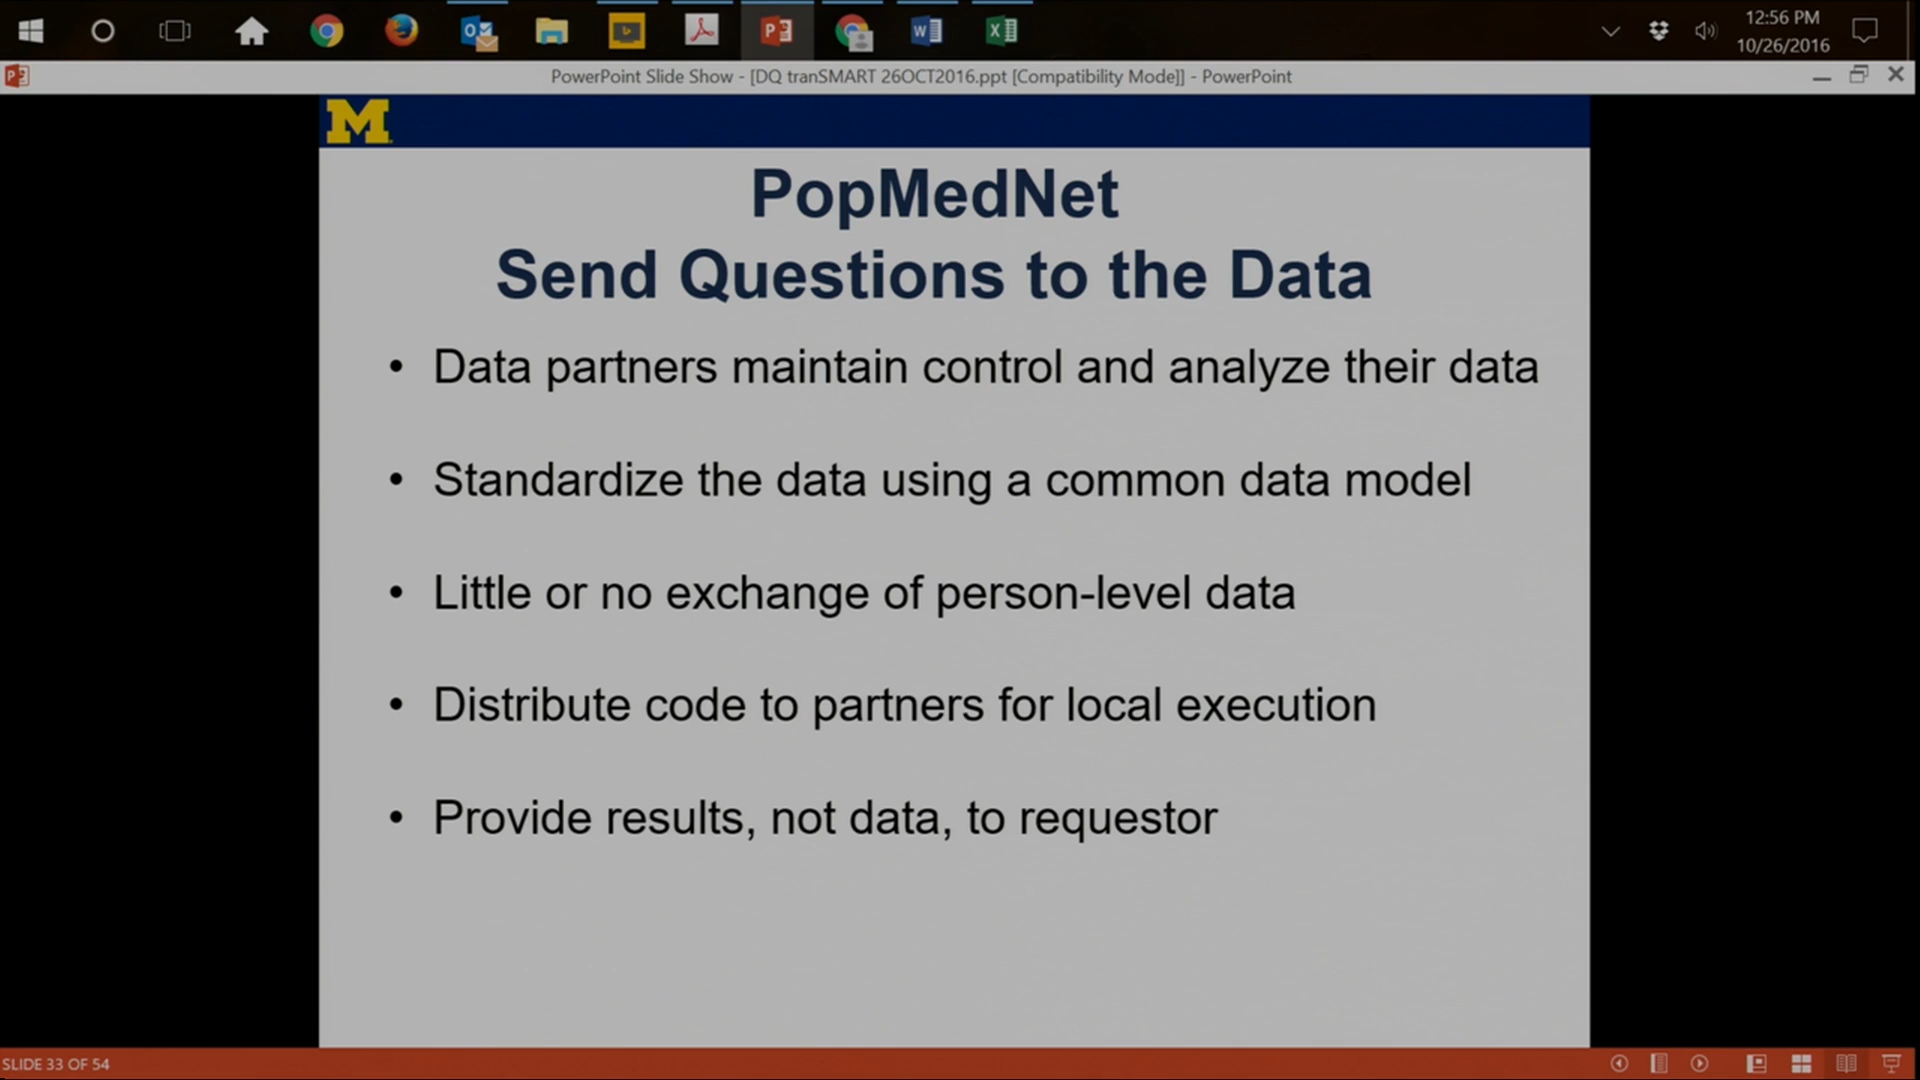 12:56 PM
10/26/2016
PowerPoint Slide Show - [DQ tranSMART 26OCT2016.ppt [Compatibility Mode]] - PowerPoint
M
PopMedNet
Send Questions to the Data
• Data partners maintain control and analyze their data
• Standardize the data using a common data model
• Little or no exchange of person-level data
• Distribute code to partners for local execution
• Provide results, not data, to requestor
SLIDE 33 OF 54